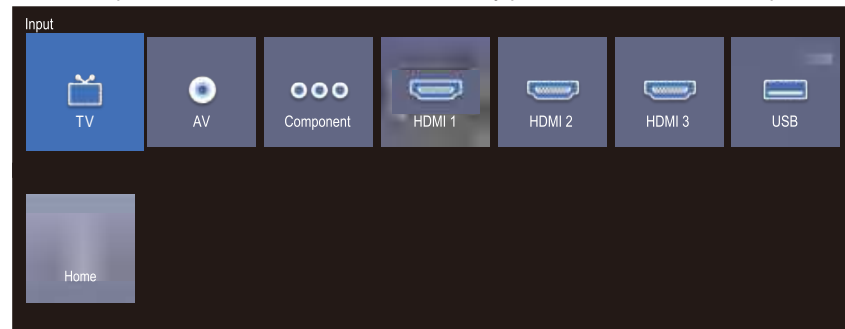 Input
TV
AV
Component
HDMI 1
HDMI 2
HDMI 3
USB
Home